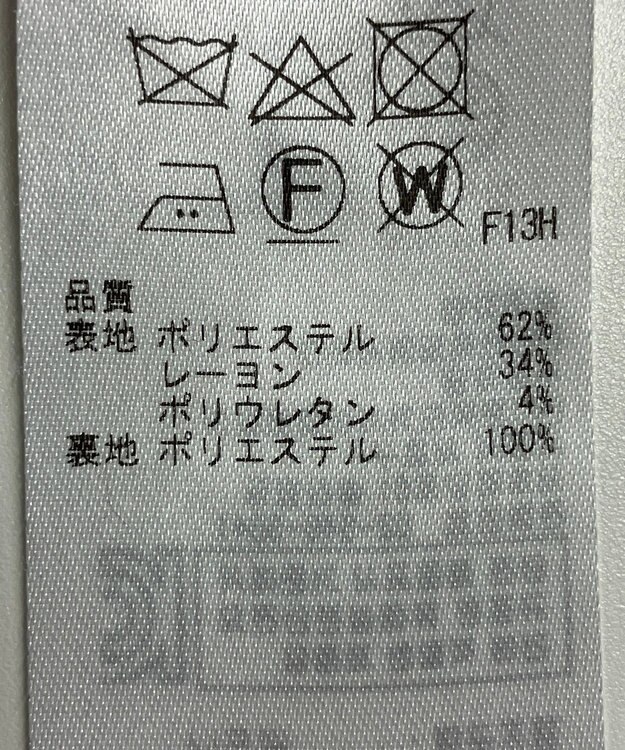 F W F13H
品質
表地 ポリエステル 62%
レーヨン 34%
ポリウレタン 4%
裏地 ポリエステル 100%